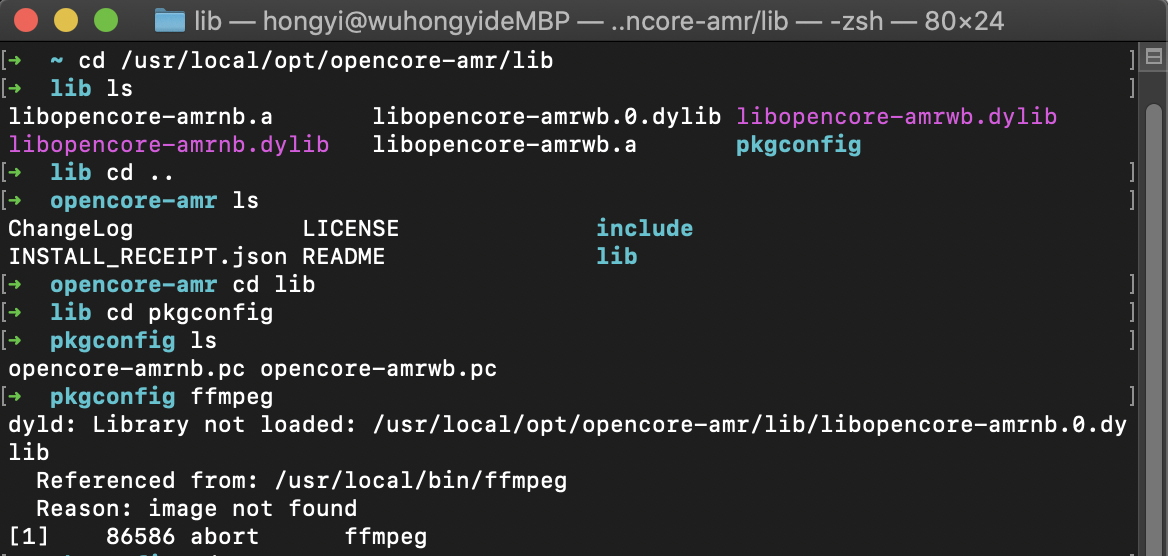 lib — hongyi@wuhongyideMBP — ..ncore-amr/lib — -zsh — 80×24
[➜  ~ cd /usr/local/opt/opencore-amr/lib ]
[➜  lib ls ]
libopencore-amrnb.a       libopencore-amrwb.0.dylib libopencore-amrwb.dylib
libopencore-amrnb.dylib   libopencore-amrwb.a       pkgconfig
[➜  lib cd .. ]
[➜  opencore-amr ls ]
ChangeLog            LICENSE              include
INSTALL_RECEIPT.json README               lib
[➜  opencore-amr cd lib ]
[➜  lib cd pkgconfig ]
[➜  pkgconfig ls ]
opencore-amrnb.pc opencore-amrwb.pc
[➜  pkgconfig ffmpeg ]
dyld: Library not loaded: /usr/local/opt/opencore-amr/lib/libopencore-amrnb.0.dy
lib
  Referenced from: /usr/local/bin/ffmpeg
  Reason: image not found
[1]    86586 abort      ffmpeg